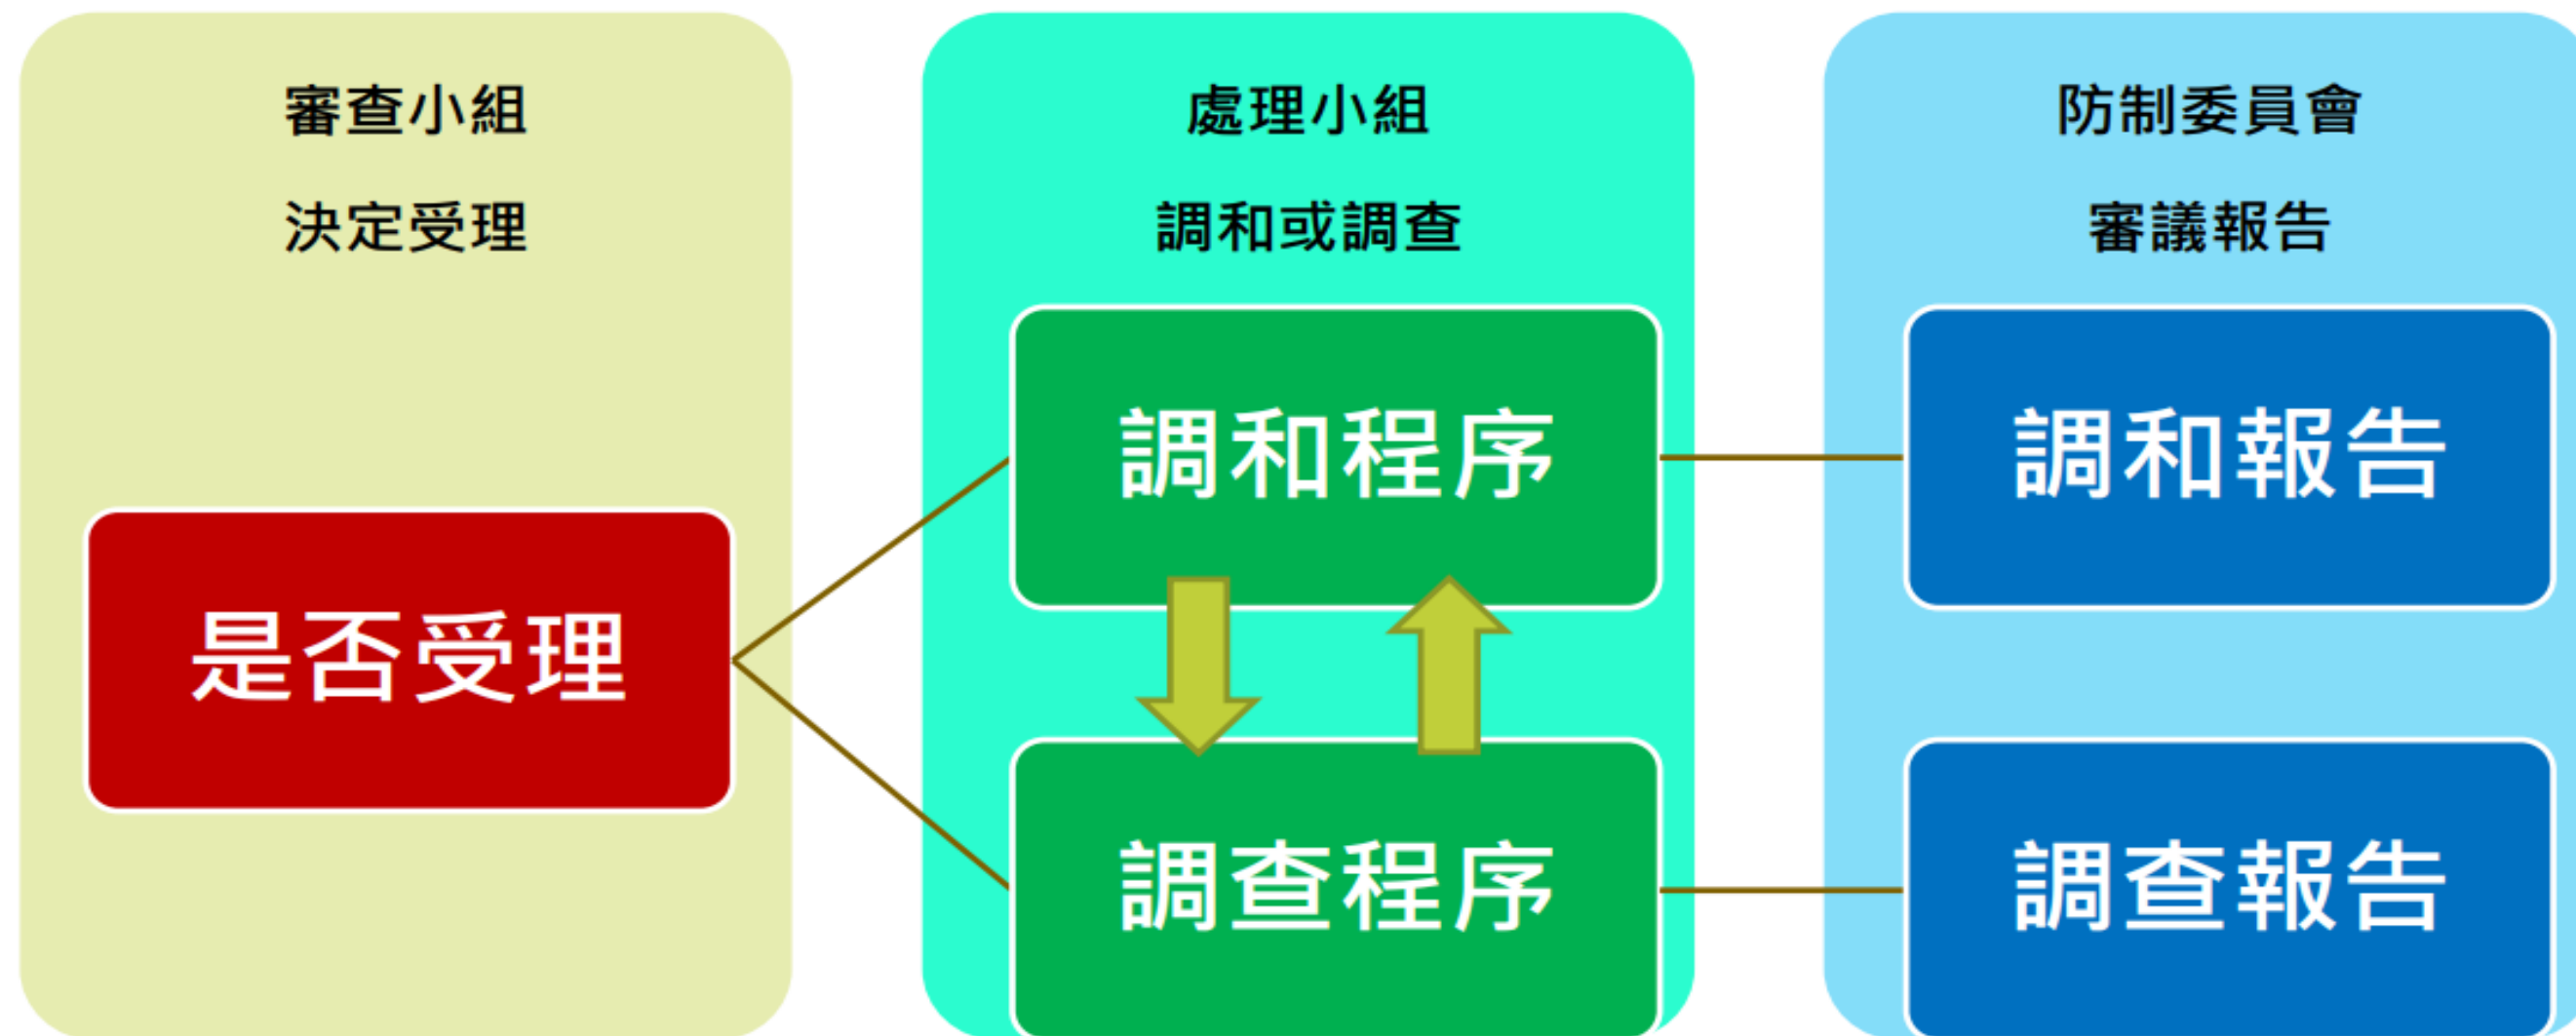 審查小組
決定受理
是否受理
處理小組
調和或調查
調和程序
調查程序
防制委員會
審議報告
調和報告
調查報告